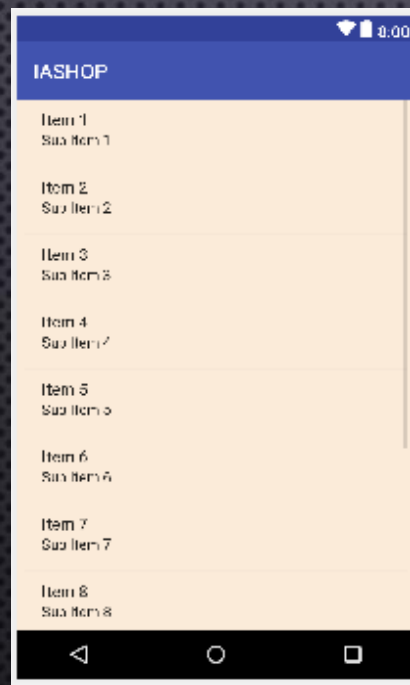 8:00
IASHOP
Item 1
Sub Item 1
Item 2
Sub Item 2
Item 3
Sub Item 3
Item 4
Sub Item 4
Item 5
Sub Item 5
Item 6
Sub Item 6
Item 7
Sub Item 7
Item 8
Sub Item 8